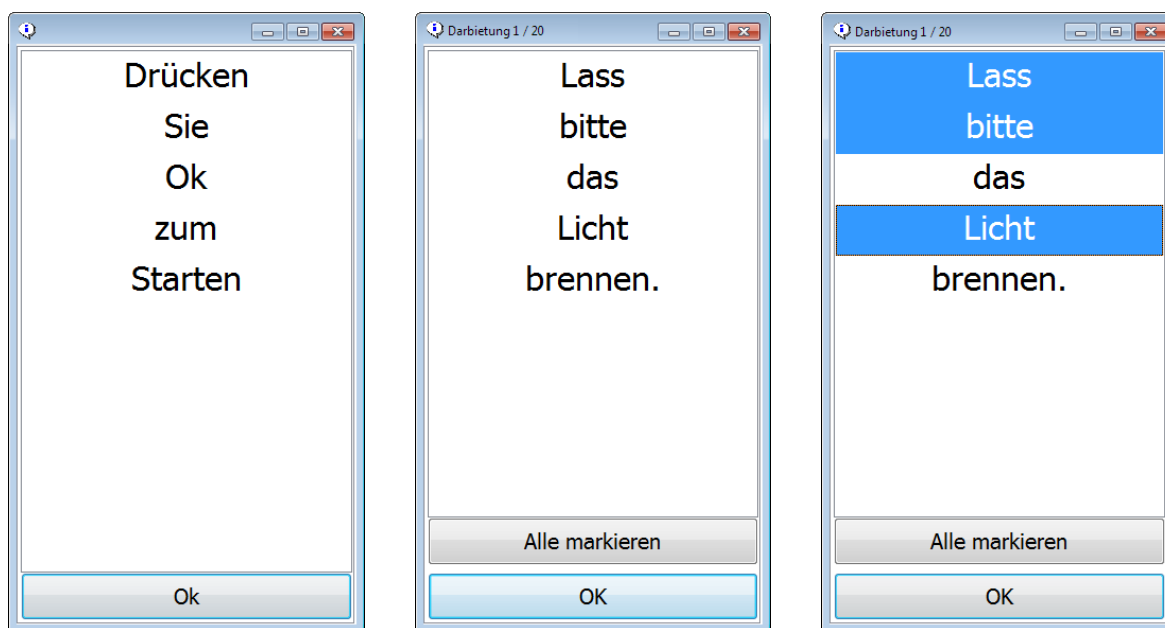 Drücken
Sie
Ok
zum
Starten
Ok
Darbietung 1 / 20
Lass
bitte
das
Licht
brennen.
Alle markieren
OK
Darbietung 1 / 20
Lass
bitte
das
Licht
brennen.
Alle markieren
OK